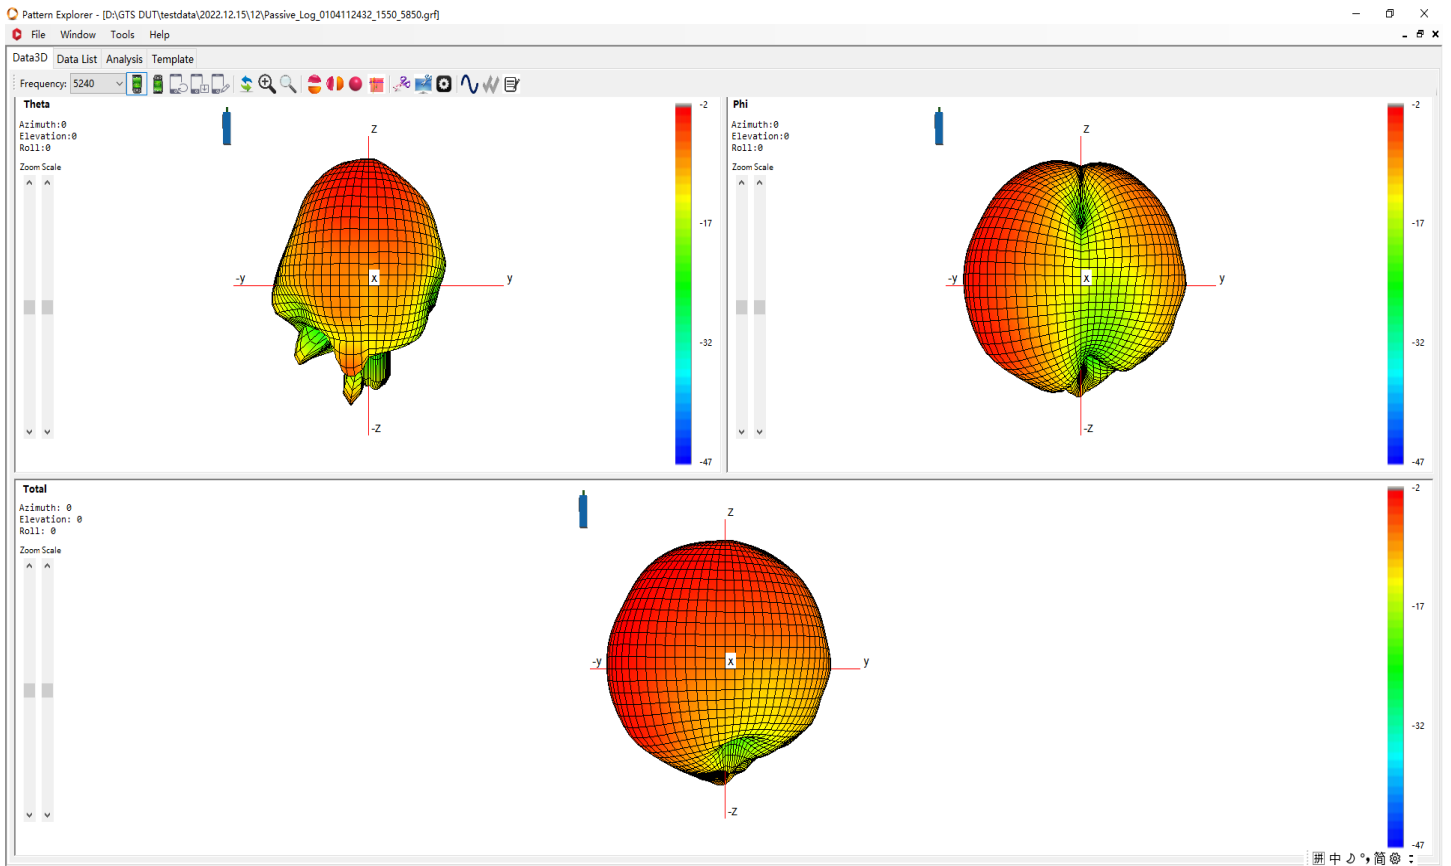 Pattern Explorer - [D:\GTS DUT\testdata\2022.12.15\12\Passive_Log_0104112432_1550_5850.grf]
File Window Tools Help
Data3D Data List Analysis Template
Frequency: 5240
Theta
Azimuth:0
Elevation:0
Roll:0
Zoom Scale
Z
-y
X
y
-Z
-2
-17
-32
-47
Phi
Azimuth:0
Elevation:0
Roll:0
Zoom Scale
Z
-y
X
y
-Z
-2
-17
-32
-47
Total
Azimuth: 0
Elevation: 0
Roll: 0
Zoom Scale
Z
-y
X
y
-Z
-2
-17
-32
-47
拼 中 简